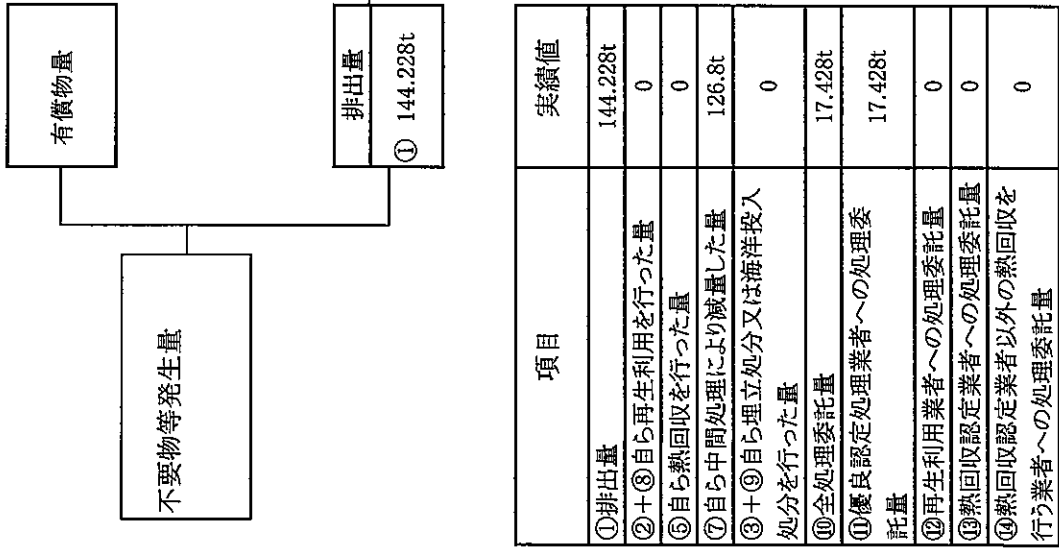 有償物量
不要物等発生量
排出量
① 144.228t
項目 実績値
①排出量 144.228t
②+⑧自ら再生利用を行った量 0
⑤自ら熱回収を行った量 0
⑦自ら中間処理により減量した量 126.8t
③+⑨自ら埋立処分又は海洋投入 0
処分を行った量
⑩全処理委託量 17.428t
⑪優良認定処理業者への処理委 17.428t
託量
⑫再生利用業者への処理委託量 0
⑬熱回収認定業者への処理委託量 0
⑭熱回収認定業者以外の熱回収を 0
行う業者への処理委託量